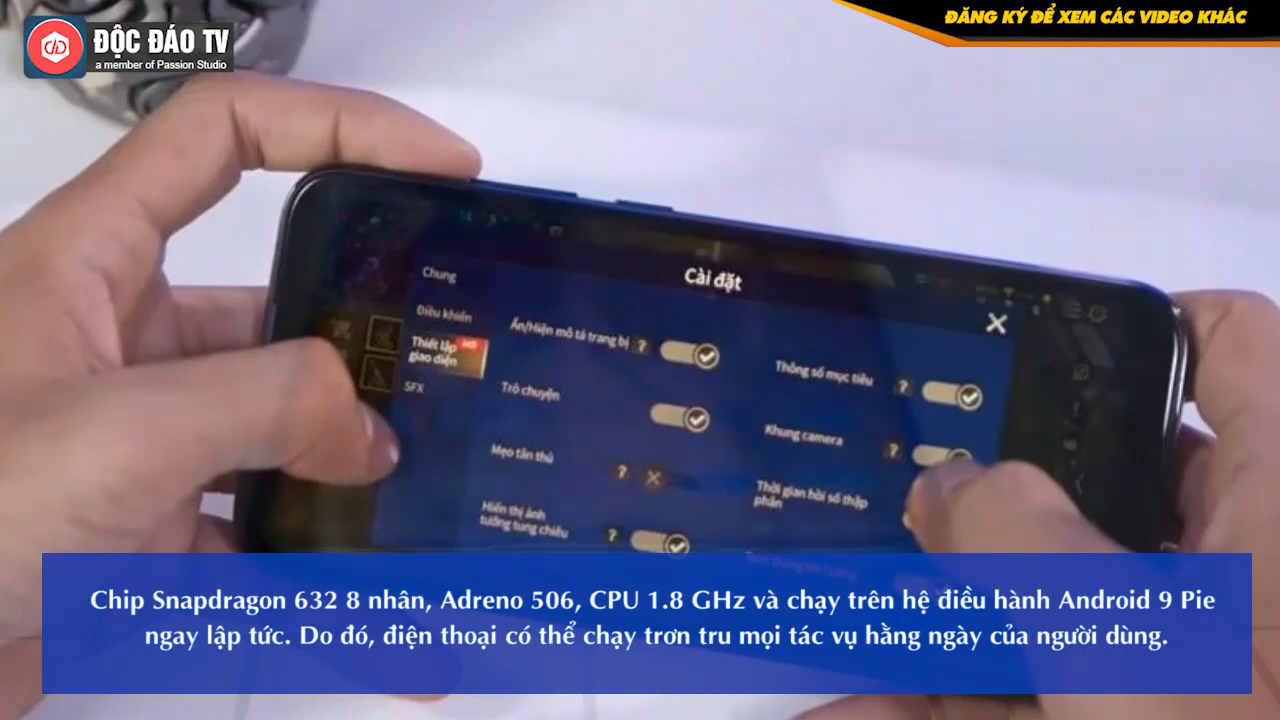 ĐỘC ĐÁO TV
a member of Passion Studio
ĐĂNG KÝ ĐỂ XEM CÁC VIDEO KHÁC
Cài đặt
Chung
Điều khiển
Thiết lập
giao diện
SFX
Ẩn/Hiện mô tả trang bị ?
Trò chuyện
Mẹo tân thủ ?
Hiển thị ảnh
tướng tung chiêu ?
Thông số mục tiêu ?
Khung camera ?
Thời gian hồi số thập
phân
Chip Snapdragon 632 8 nhân, Adreno 506, CPU 1.8 GHz và chạy trên hệ điều hành Android 9 Pie
ngay lập tức. Do đó, điện thoại có thể chạy trơn tru mọi tác vụ hằng ngày của người dùng.